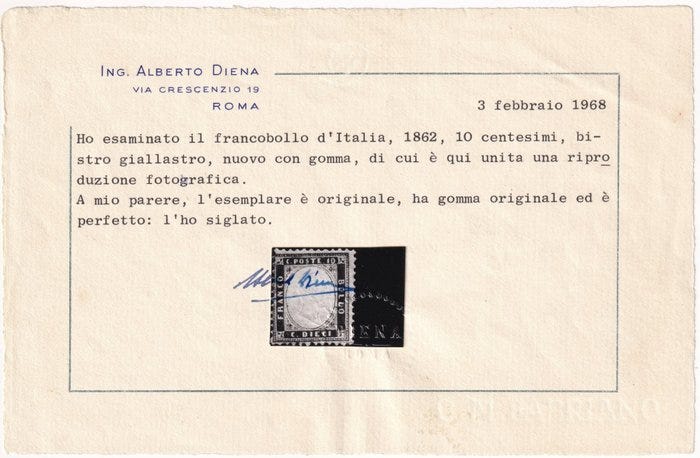 ING. ALBERTO DIENA
VIA CRESCENZIO 19
ROMA
3 febbraio 1968
Ho esaminato il francobollo d'Italia, 1862, 10 centesimi, bi-
stro giallastro, nuovo con gomma, di cui è qui unita una ripro
duzione fotografica.
A mio parere, l'esemplare è originale, ha gomma originale ed è
perfetto: l'ho siglato.
C. POSTE 10
FRANCO
BOLLO
C. DIECI
ENA